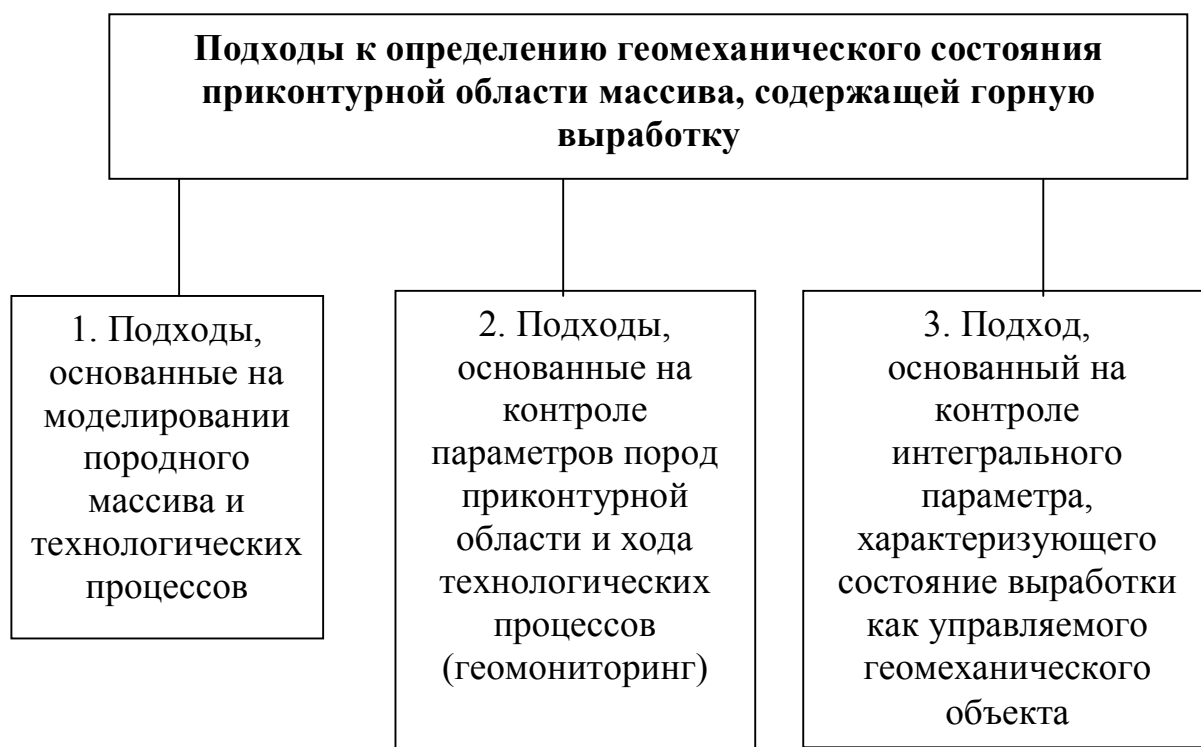 Подходы к определению геомеханического состояния
приконтурной области массива, содержащей горную
выработку
1. Подходы,
основанные на
моделировании
породного
массива и
технологических
процессов
2. Подходы,
основанные на
контроле
параметров пород
приконтурной
области и хода
технологических
процессов
(геомониторинг)
3. Подход,
основанный на
контроле
интегрального
параметра,
характеризующего
состояние выработки
как управляемого
геомеханического
объекта